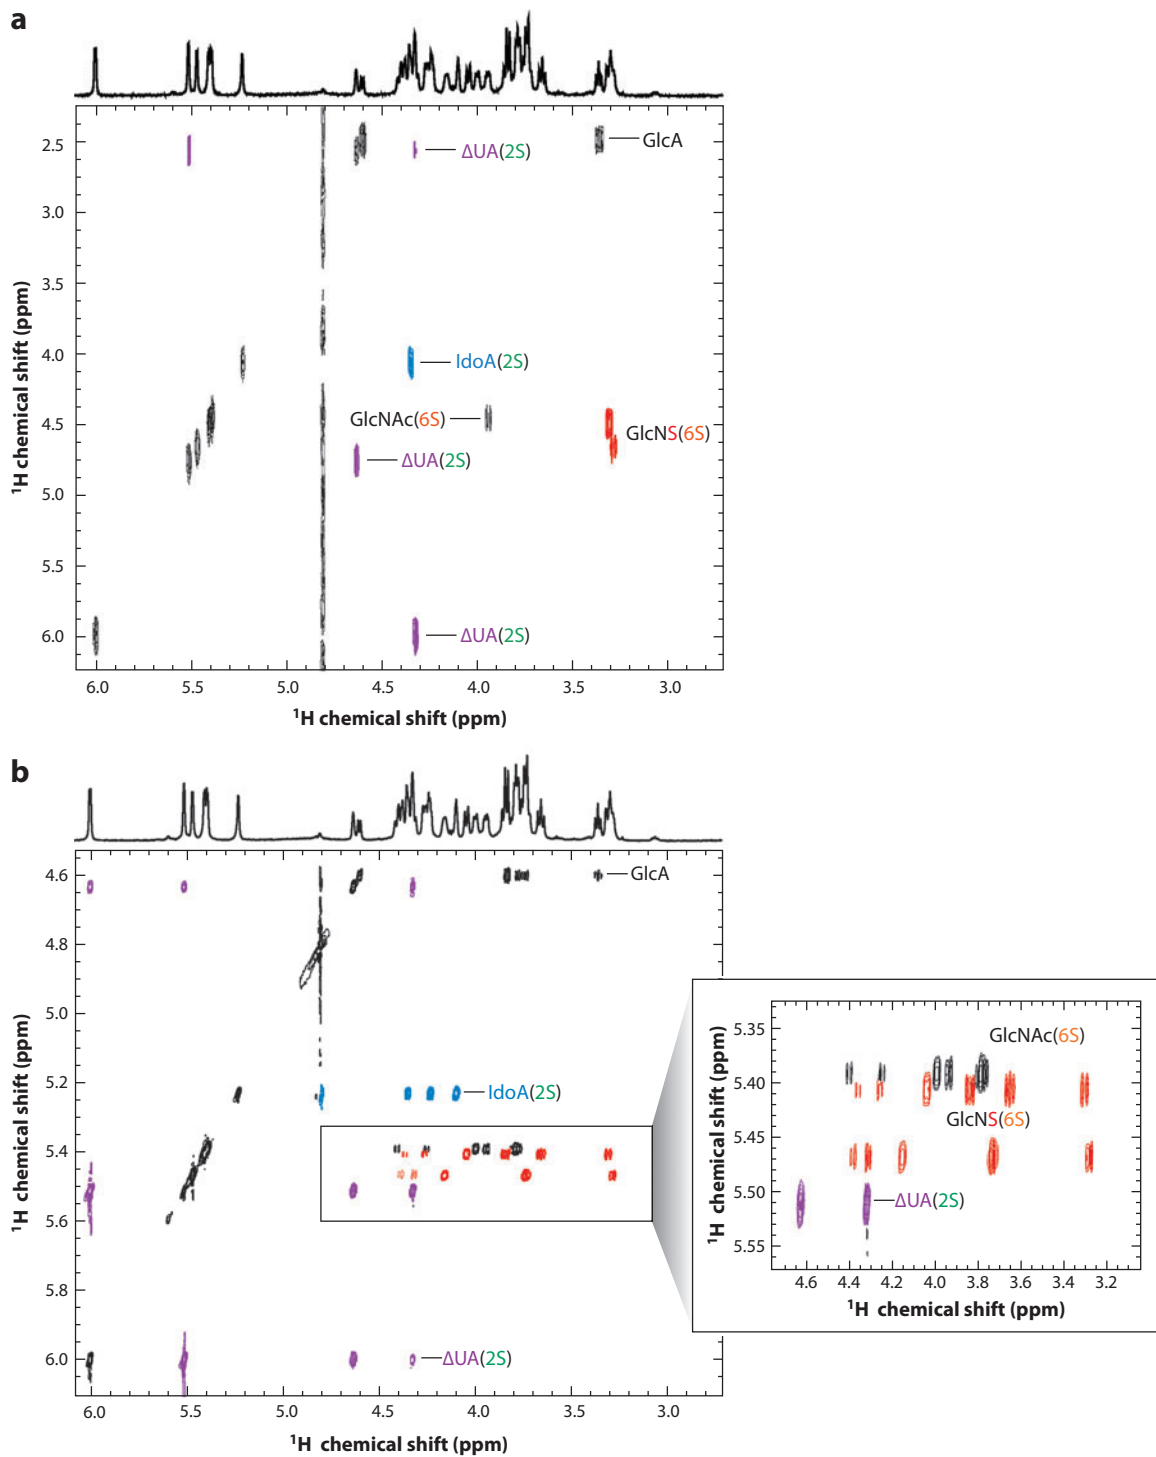 a
2.5
3.0
3.5
4.0
4.5
5.0
5.5
6.0
¹H chemical shift (ppm)
GlcA
ΔUA(2S)
IdoA(2S)
GlcNAc(6S)
GlcNS(6S)
ΔUA(2S)
ΔUA(2S)
6.0 5.5 5.0 4.5 4.0 3.5 3.0
¹H chemical shift (ppm)
b
4.6
4.8
5.0
5.2
5.4
5.6
5.8
6.0
¹H chemical shift (ppm)
GlcA
IdoA(2S)
ΔUA(2S)
6.0 5.5 5.0 4.5 4.0 3.5 3.0
¹H chemical shift (ppm)
5.35
5.40
5.45
5.50
5.55
¹H chemical shift (ppm)
GlcNAc(6S)
GlcNS(6S)
ΔUA(2S)
4.6 4.4 4.2 4.0 3.8 3.6 3.4 3.2
¹H chemical shift (ppm)